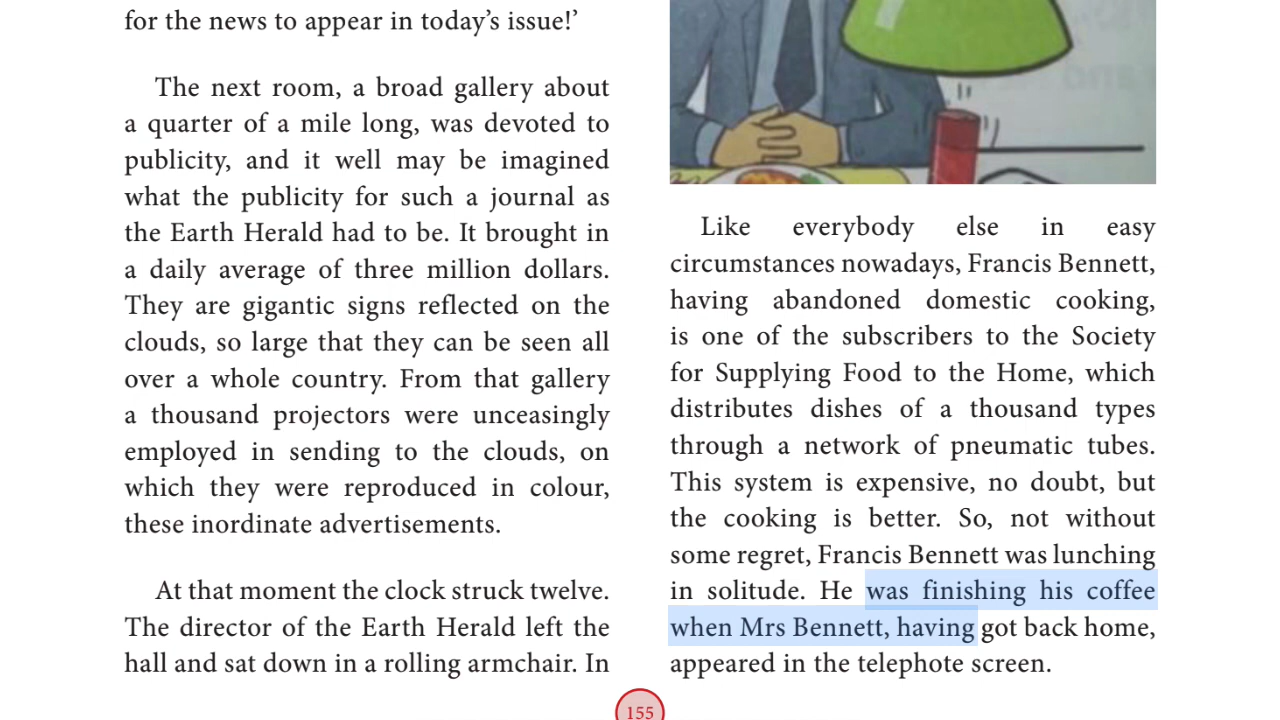 for the news to appear in today’s issue!’
The next room, a broad gallery about
a quarter of a mile long, was devoted to
publicity, and it well may be imagined
what the publicity for such a journal as
the Earth Herald had to be. It brought in
a daily average of three million dollars.
They are gigantic signs reflected on the
clouds, so large that they can be seen all
over a whole country. From that gallery
a thousand projectors were unceasingly
employed in sending to the clouds, on
which they were reproduced in colour,
these inordinate advertisements.
At that moment the clock struck twelve.
The director of the Earth Herald left the
hall and sat down in a rolling armchair. In
Like everybody else in easy
circumstances nowadays, Francis Bennett,
having abandoned domestic cooking,
is one of the subscribers to the Society
for Supplying Food to the Home, which
distributes dishes of a thousand types
through a network of pneumatic tubes.
This system is expensive, no doubt, but
the cooking is better. So, not without
some regret, Francis Bennett was lunching
in solitude. He was finishing his coffee
when Mrs Bennett, having got back home,
appeared in the telephote screen.
155